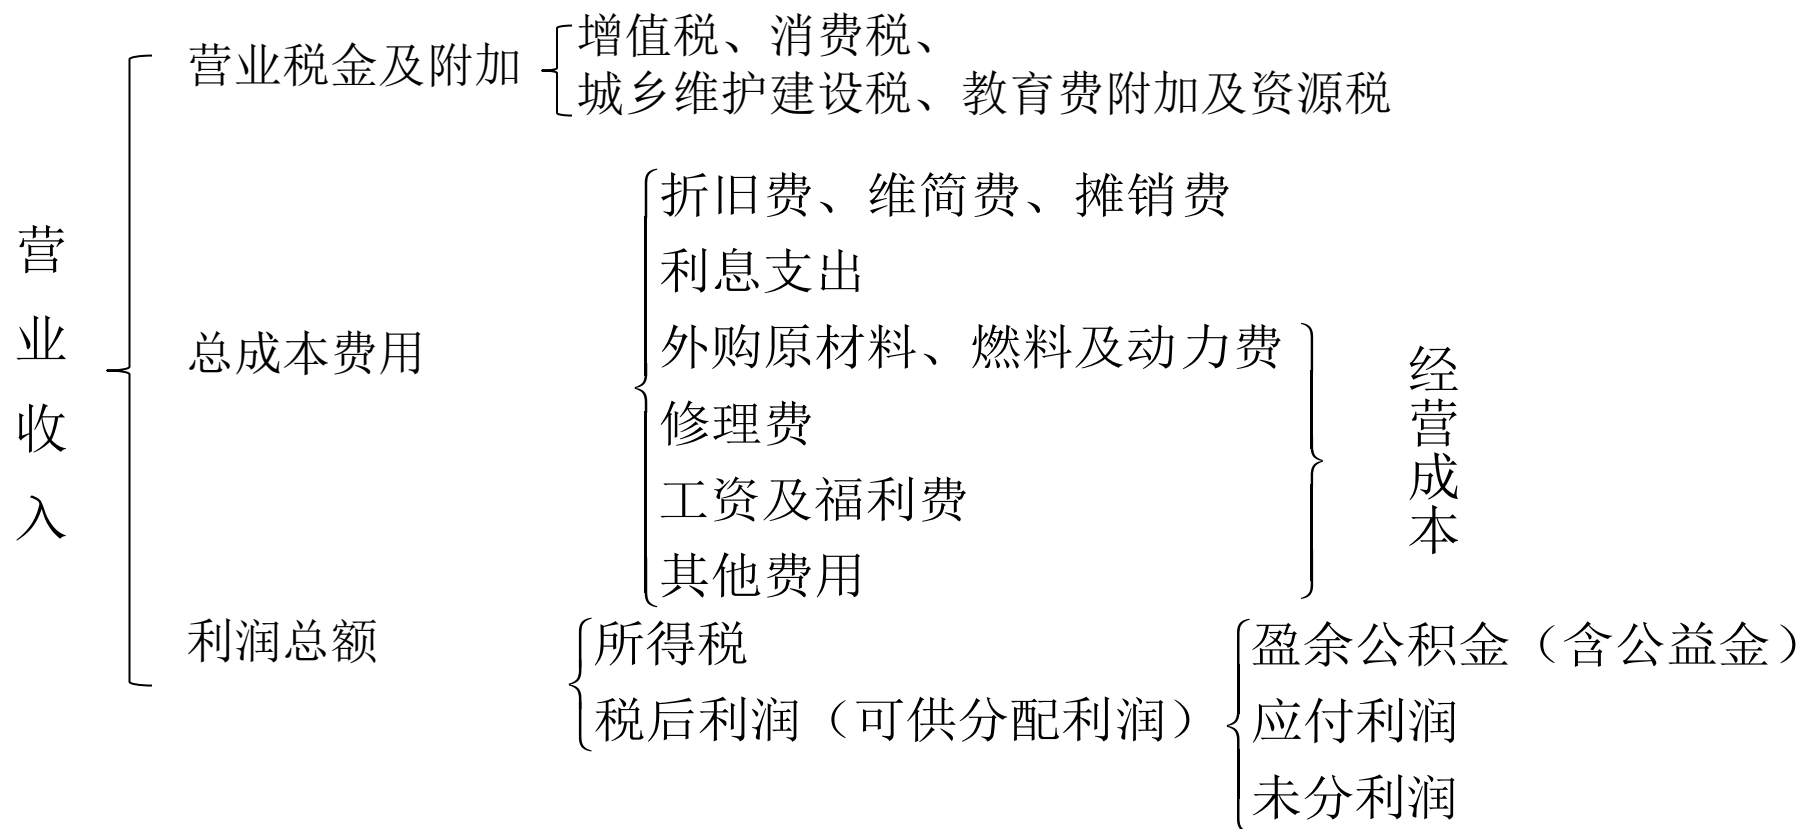 营业收入
营业税金及附加
增值税、消费税、
城乡维护建设税、教育费附加及资源税
总成本费用
折旧费、维简费、摊销费
利息支出
外购原材料、燃料及动力费
修理费
工资及福利费
其他费用
经营成本
利润总额
所得税
税后利润（可供分配利润）
盈余公积金（含公益金）
应付利润
未分利润